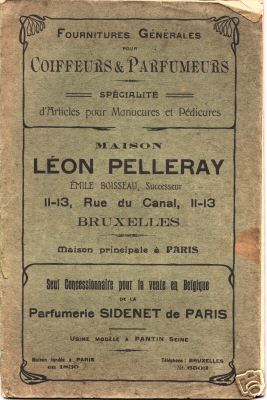 FOURNITURES GÉNÉRALES
POUR
COIFFEURS & PARFUMEURS
SPÉCIALITÉ
d'Articles pour Manucures et Pédicures
MAISON
LÉON PELLERAY
ÉMILE BOISSEAU, Successeur
11-13, Rue du Canal, 11-13
BRUXELLES
Maison principale à PARIS
Seul Concessionnaire pour la vente en Belgique
DE LA
Parfumerie SIDENET de PARIS
USINE MODÈLE A PANTIN SEINE
Maison fondée à PARIS
en 1830
Téléphone: BRUXELLES
Nr.